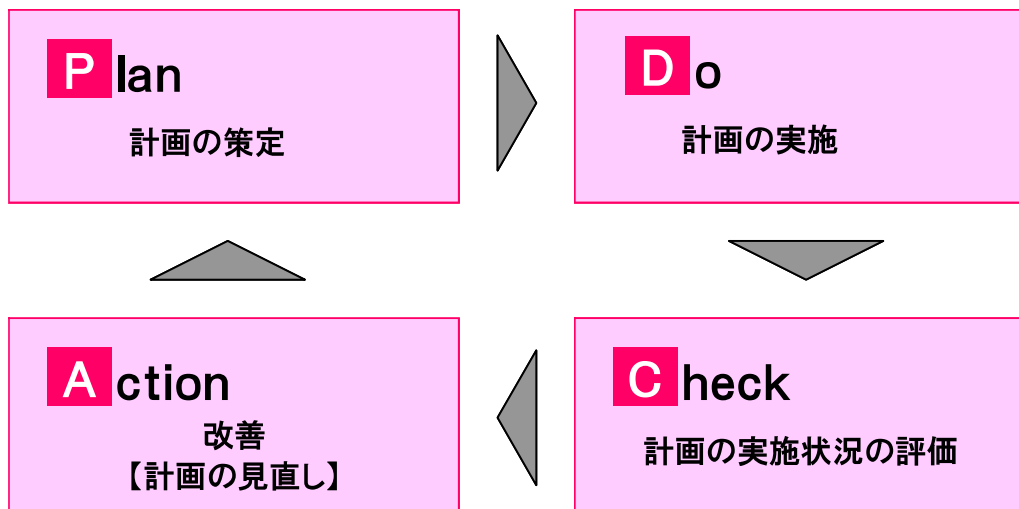 Plan
計画の策定
Do
計画の実施
Action
改善
【計画の見直し】
Check
計画の実施状況の評価